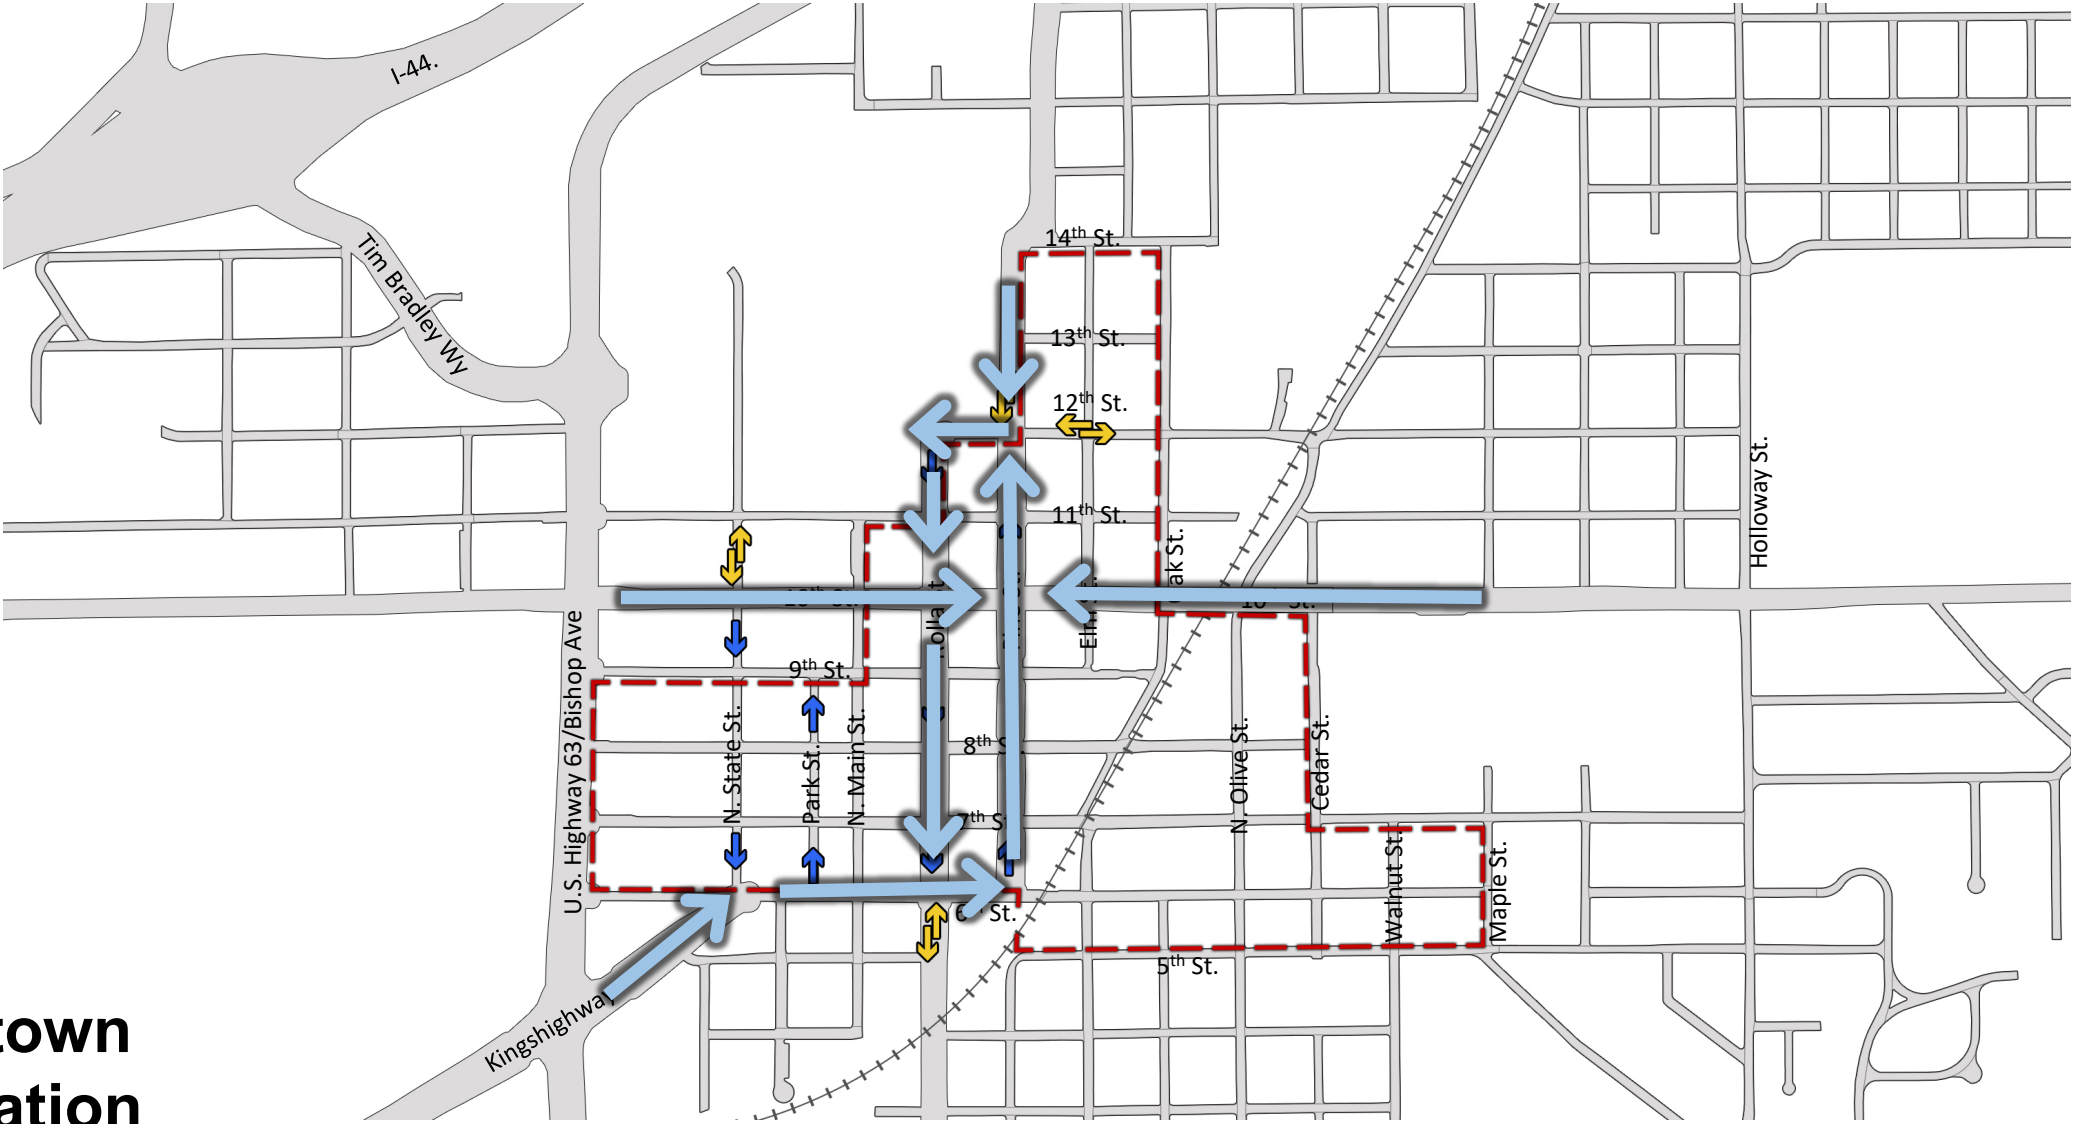 I-44.
Tim Bradley Wy
14th St.
13th St.
12th St.
11th St.
Holloway St.
9th St.
8th
7th St.
6th St.
5th St.
U.S. Highway 63/Bishop Ave
N. State St.
Park St.
N. Main St.
N. Olive St.
Cedar St.
Walnut St.
Maple St.
Kingshighway
town
ation